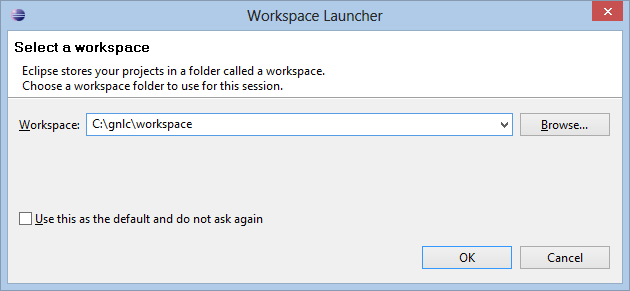 Workspace Launcher
Select a workspace
Eclipse stores your projects in a folder called a workspace.
Choose a workspace folder to use for this session.
Workspace: C:\gnlc\workspace Browse...
Use this as the default and do not ask again
OK Cancel